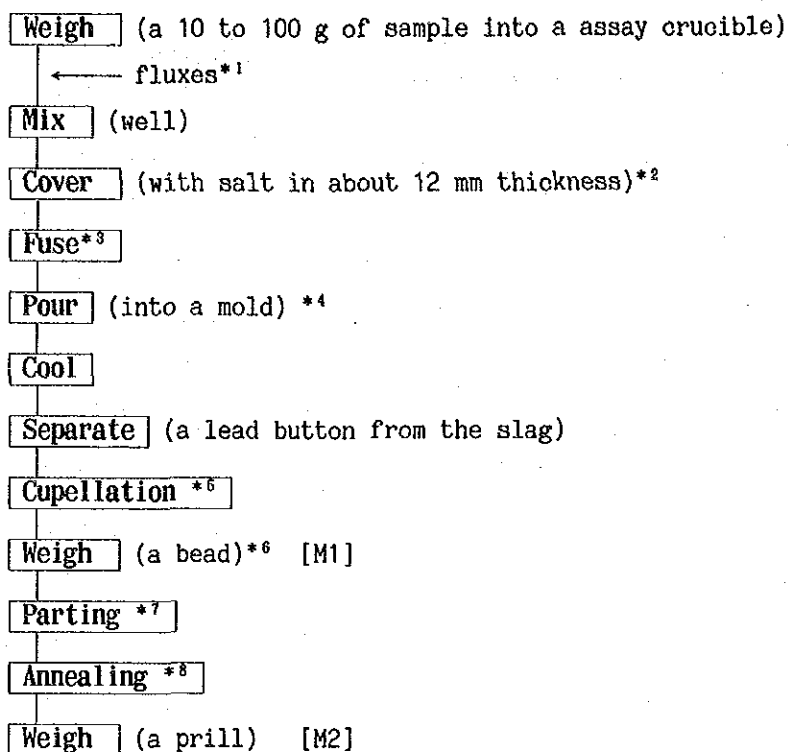 Weigh (a 10 to 100 g of sample into a assay crucible)
← fluxes*1
Mix (well)
Cover (with salt in about 12 mm thickness)*2
Fuse*3
Pour (into a mold) *4
Cool
Separate (a lead button from the slag)
Cupellation *6
Weigh (a bead)*6 [M1]
Parting *7
Annealing *8
Weigh (a prill) [M2]